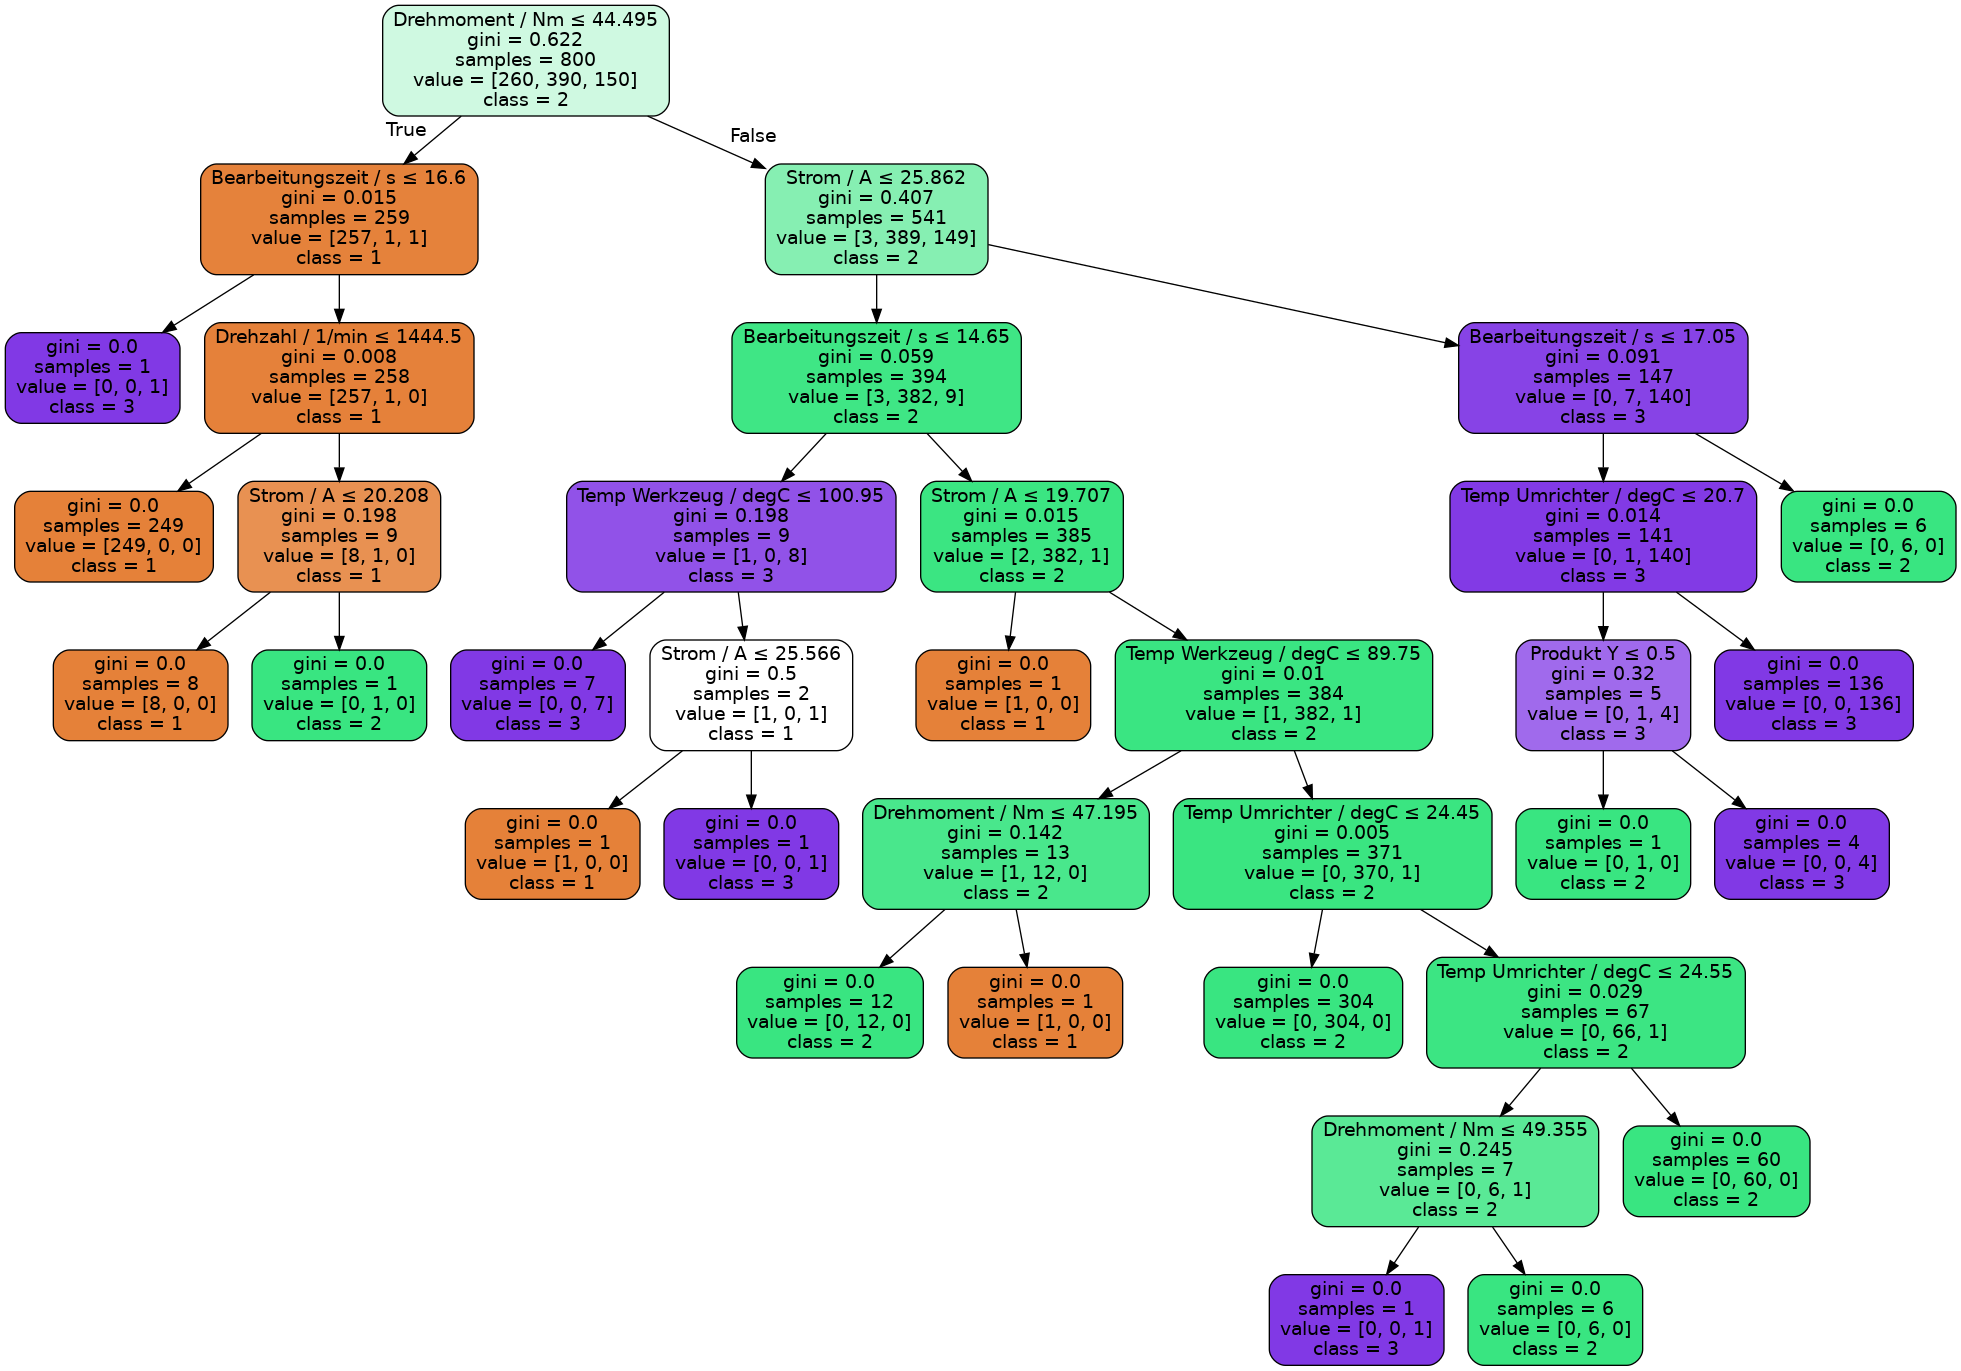 Drehmoment / Nm ≤ 44.495
gini = 0.622
samples = 800
value = [260, 390, 150]
class = 2
True
False
Bearbeitungszeit / s ≤ 16.6
gini = 0.015
samples = 259
value = [257, 1, 1]
class = 1
Strom / A ≤ 25.862
gini = 0.407
samples = 541
value = [3, 389, 149]
class = 2
gini = 0.0
samples = 1
value = [0, 0, 1]
class = 3
Drehzahl / 1/min ≤ 1444.5
gini = 0.008
samples = 258
value = [257, 1, 0]
class = 1
Bearbeitungszeit / s ≤ 14.65
gini = 0.059
samples = 394
value = [3, 382, 9]
class = 2
Bearbeitungszeit / s ≤ 17.05
gini = 0.091
samples = 147
value = [0, 7, 140]
class = 3
gini = 0.0
samples = 249
value = [249, 0, 0]
class = 1
Strom / A ≤ 20.208
gini = 0.198
samples = 9
value = [8, 1, 0]
class = 1
Temp Werkzeug / degC ≤ 100.95
gini = 0.198
samples = 9
value = [1, 0, 8]
class = 3
Strom / A ≤ 19.707
gini = 0.015
samples = 385
value = [2, 382, 1]
class = 2
Temp Umrichter / degC ≤ 20.7
gini = 0.014
samples = 141
value = [0, 1, 140]
class = 3
gini = 0.0
samples = 6
value = [0, 6, 0]
class = 2
gini = 0.0
samples = 8
value = [8, 0, 0]
class = 1
gini = 0.0
samples = 1
value = [0, 1, 0]
class = 2
gini = 0.0
samples = 7
value = [0, 0, 7]
class = 3
Strom / A ≤ 25.566
gini = 0.5
samples = 2
value = [1, 0, 1]
class = 1
gini = 0.0
samples = 1
value = [1, 0, 0]
class = 1
Temp Werkzeug / degC ≤ 89.75
gini = 0.01
samples = 384
value = [1, 382, 1]
class = 2
Produkt Y ≤ 0.5
gini = 0.32
samples = 5
value = [0, 1, 4]
class = 3
gini = 0.0
samples = 136
value = [0, 0, 136]
class = 3
gini = 0.0
samples = 1
value = [1, 0, 0]
class = 1
gini = 0.0
samples = 1
value = [0, 0, 1]
class = 3
Drehmoment / Nm ≤ 47.195
gini = 0.142
samples = 13
value = [1, 12, 0]
class = 2
Temp Umrichter / degC ≤ 24.45
gini = 0.005
samples = 371
value = [0, 370, 1]
class = 2
gini = 0.0
samples = 1
value = [0, 1, 0]
class = 2
gini = 0.0
samples = 4
value = [0, 0, 4]
class = 3
gini = 0.0
samples = 12
value = [0, 12, 0]
class = 2
gini = 0.0
samples = 1
value = [1, 0, 0]
class = 1
gini = 0.0
samples = 304
value = [0, 304, 0]
class = 2
Temp Umrichter / degC ≤ 24.55
gini = 0.029
samples = 67
value = [0, 66, 1]
class = 2
Drehmoment / Nm ≤ 49.355
gini = 0.245
samples = 7
value = [0, 6, 1]
class = 2
gini = 0.0
samples = 60
value = [0, 60, 0]
class = 2
gini = 0.0
samples = 1
value = [0, 0, 1]
class = 3
gini = 0.0
samples = 6
value = [0, 6, 0]
class = 2